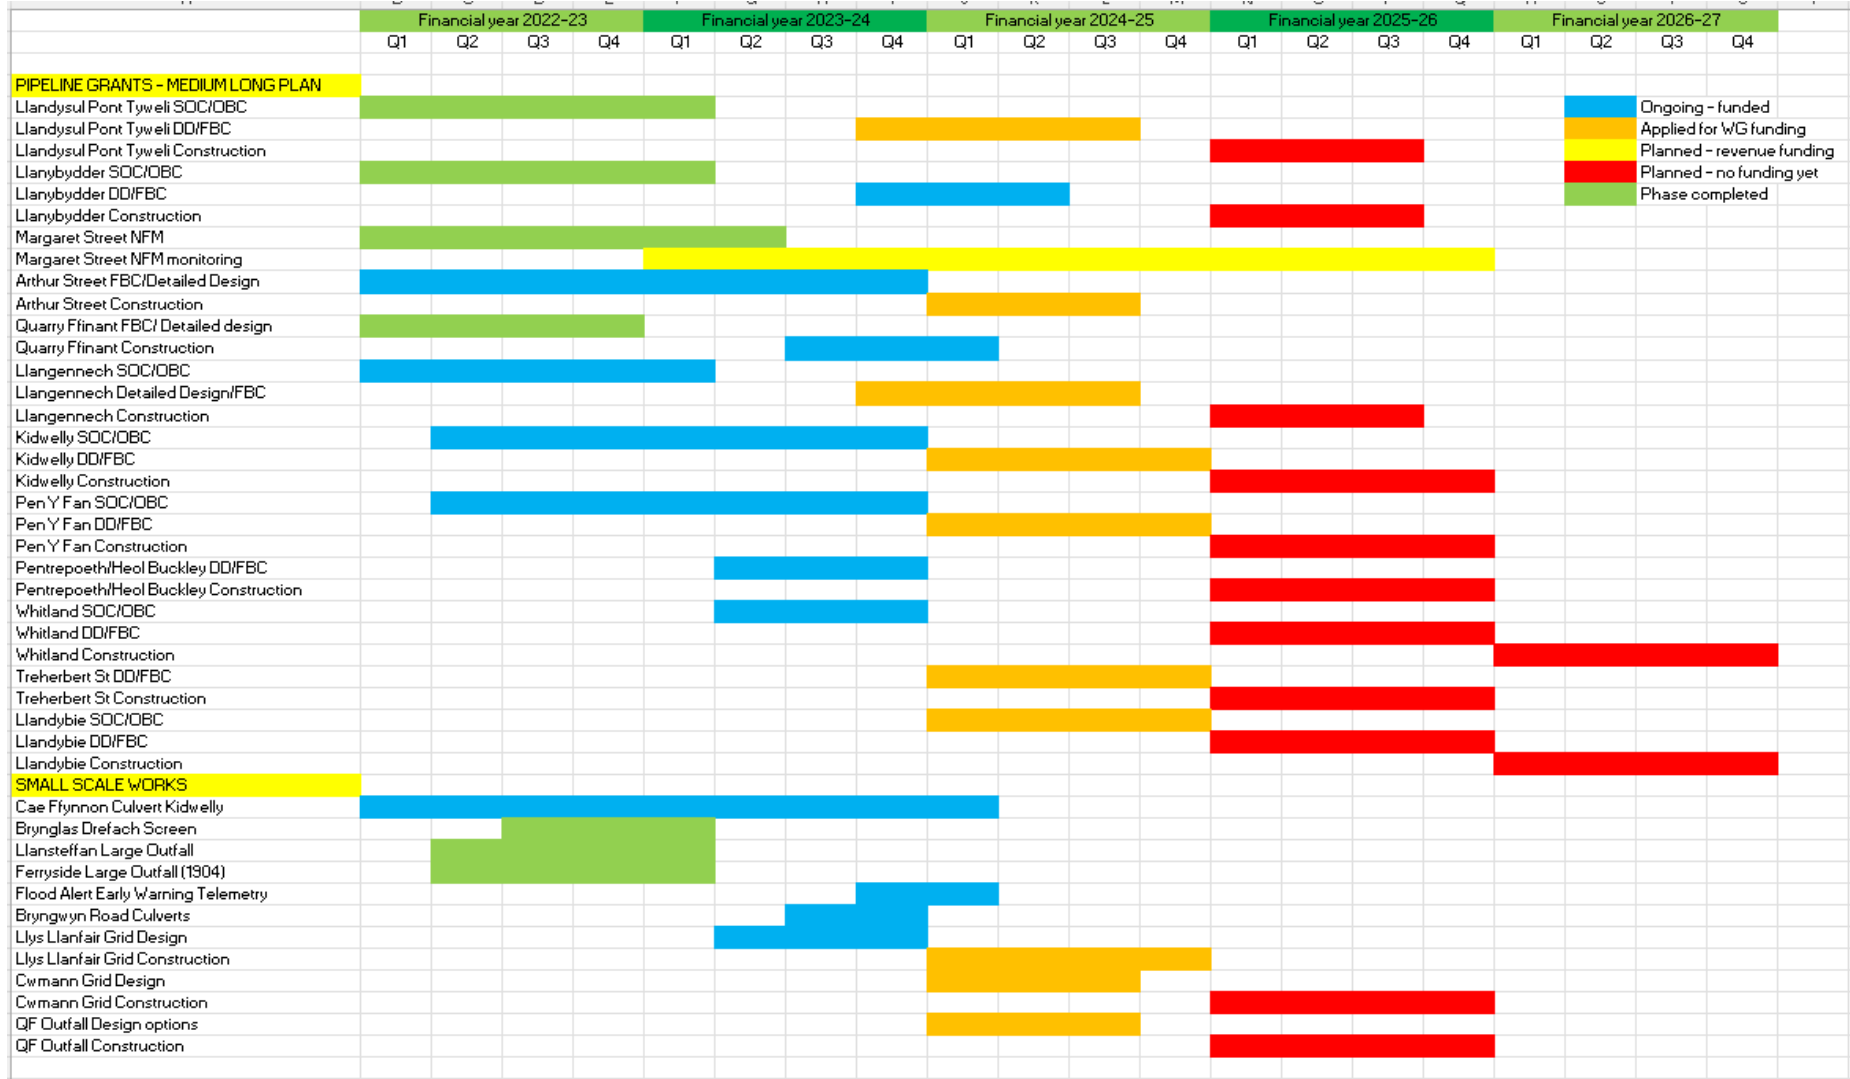 Financial year 2022-23 Financial year 2023-24 Financial year 2024-25 Financial year 2025-26 Financial year 2026-27
Q1 Q2 Q3 Q4 Q1 Q2 Q3 Q4 Q1 Q2 Q3 Q4 Q1 Q2 Q3 Q4 Q1 Q2 Q3 Q4
PIPELINE GRANTS - MEDIUM LONG PLAN
Llandysul Pont Tyweli SOC/OBC
Ongoing - funded
Llandysul Pont Tyweli DD/FBC
Applied for WG funding
Llandysul Pont Tyweli Construction
Planned - revenue funding
Llanybydder SOC/OBC
Planned - no funding yet
Llanybydder DD/FBC
Phase completed
Llanybydder Construction
Margaret Street NFM
Margaret Street NFM monitoring
Arthur Street FBC/Detailed Design
Arthur Street Construction
Quarry Ffinant FBC/ Detailed design
Quarry Ffinant Construction
Llangennech SOC/OBC
Llangennech Detailed Design/FBC
Llangennech Construction
Kidwelly SOC/OBC
Kidwelly DD/FBC
Kidwelly Construction
Pen Y Fan SOC/OBC
Pen Y Fan DD/FBC
Pen Y Fan Construction
Pentrepoeth/Heol Buckley DD/FBC
Pentrepoeth/Heol Buckley Construction
Whitland SOC/OBC
Whitland DD/FBC
Whitland Construction
Treherbert St DD/FBC
Treherbert St Construction
Llandybie SOC/OBC
Llandybie DD/FBC
Llandybie Construction
SMALL SCALE WORKS
Cae Ffynnon Culvert Kidwelly
Brynglas Drefach Screen
Llansteffan Large Outfall
Ferryside Large Outfall (1904)
Flood Alert Early Warning Telemetry
Bryngwyn Road Culverts
Llys Llanfair Grid Design
Llys Llanfair Grid Construction
Cwmann Grid Design
Cwmann Grid Construction
QF Outfall Design options
QF Outfall Construction